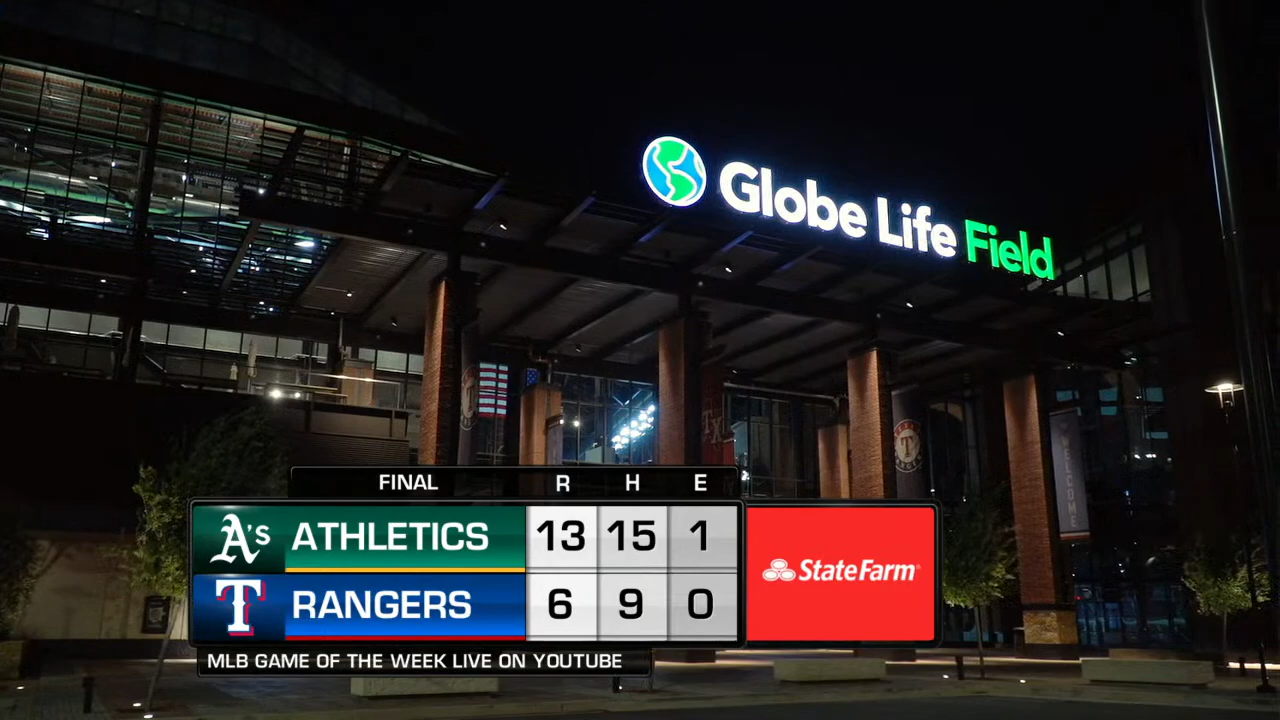 Globe Life Field
WELCOME
FINAL R H E
A's ATHLETICS 13 15 1
T RANGERS 6 9 0
State Farm
MLB GAME OF THE WEEK LIVE ON YOUTUBE